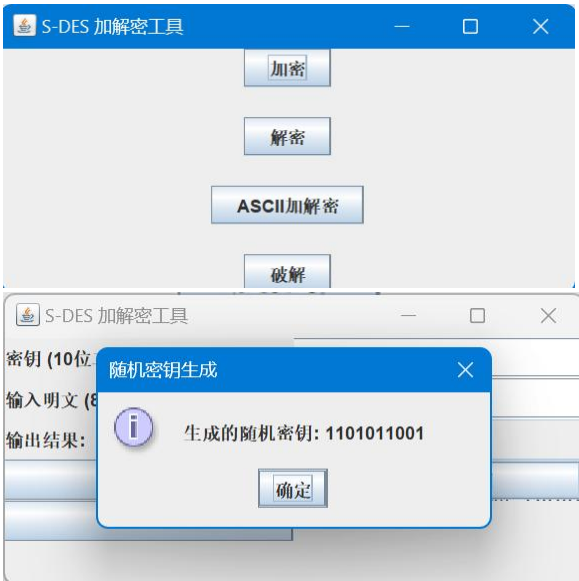 S-DES 加解密工具
加密
解密
ASCII加解密
破解
S-DES 加解密工具
密钥 (10位
随机密钥生成
输入明文 (8
生成的随机密钥: 1101011001
输出结果:
确定